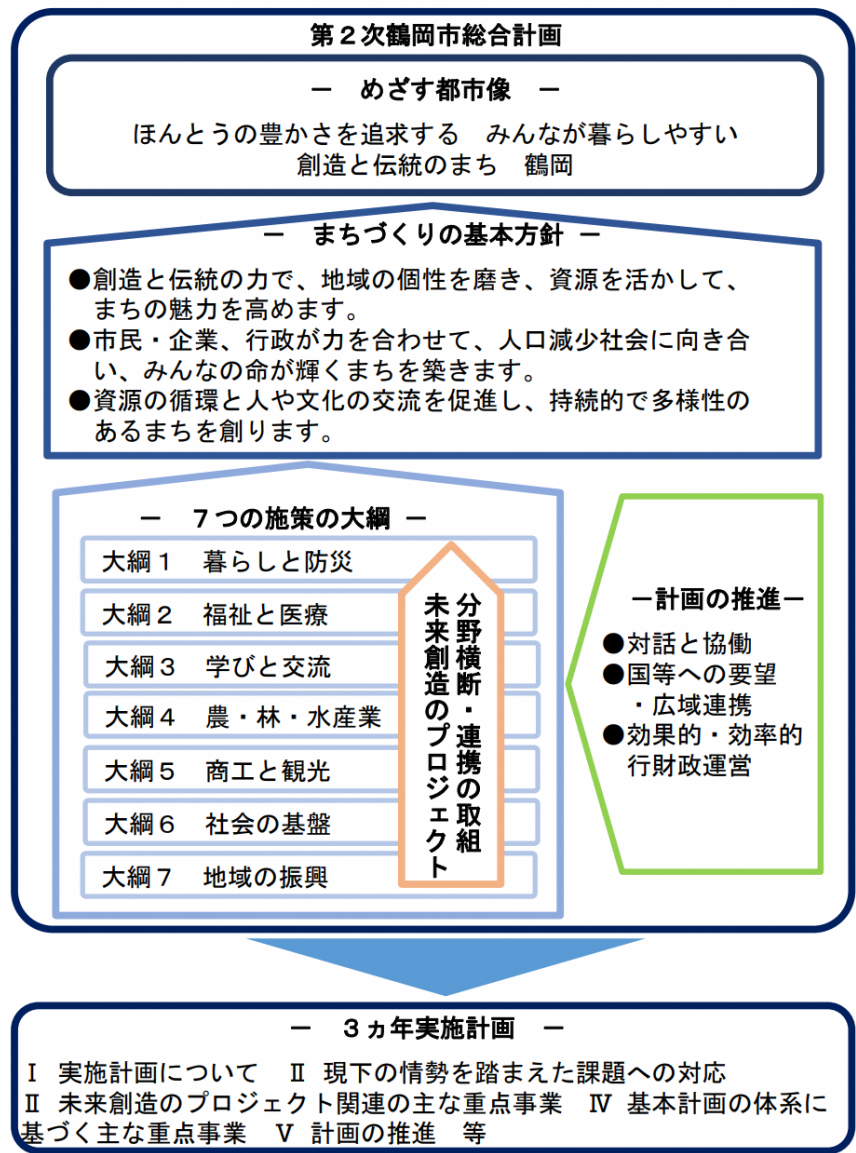 第２次鶴岡市総合計画
－　めざす都市像　－
ほんとうの豊かさを追求する　みんなが暮らしやすい
創造と伝統のまち　鶴岡
－　まちづくりの基本方針　－
●創造と伝統の力で、地域の個性を磨き、資源を活かして、
まちの魅力を高めます。
●市民・企業、行政が力を合わせて、人口減少社会に向き合
い、みんなの命が輝くまちを築きます。
●資源の循環と人や文化の交流を促進し、持続的で多様性の
あるまちを創ります。
－　７つの施策の大綱　－
大綱１　暮らしと防災
大綱２　福祉と医療
大綱３　学びと交流
大綱４　農・林・水産業
大綱５　商工と観光
大綱６　社会の基盤
大綱７　地域の振興
分野横断・連携の取組
未来創造のプロジェクト
－計画の推進－
●対話と協働
●国等への要望
・広域連携
●効果的・効率的
行財政運営
－　３ヵ年実施計画　－
Ⅰ　実施計画について　Ⅱ　現下の情勢を踏まえた課題への対応
Ⅱ　未来創造のプロジェクト関連の主な重点事業　Ⅳ　基本計画の体系に
基づく主な重点事業　Ⅴ　計画の推進　等